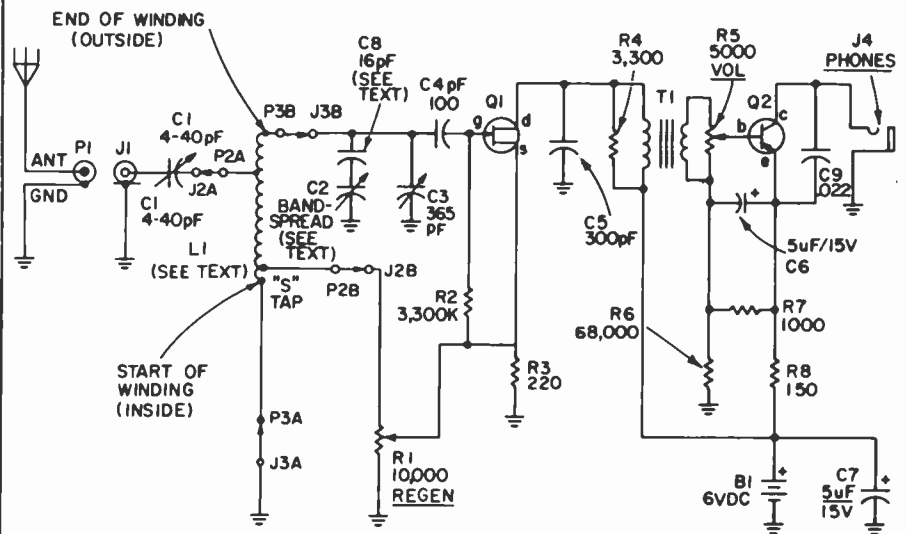 END OF WINDING
(OUTSIDE)
C8
16pF
(SEE
TEXT)
C4 pF
100
Q1
g
d
s
R4
3,300
T1
R5
5000
VOL
Q2
b
c
e
J4
PHONES
P3B
J3B
C1
4-40pF
P1
J1
ANT
GND
P2A
J2A
C1
4-40pF
L1
(SEE TEXT)
C2
BAND-
SPREAD
(SEE
TEXT)
C3
365
PF
C5
300pF
C9
.022
+
5uF/15V
C6
"S"
TAP
P2B
J2B
R2
3,300K
R6
68,000
R7
1000
R3
220
R8
150
START OF
WINDING
(INSIDE)
P3A
J3A
R1
10,000
REGEN
B1
6VDC
+
C7
5uF
15V
+